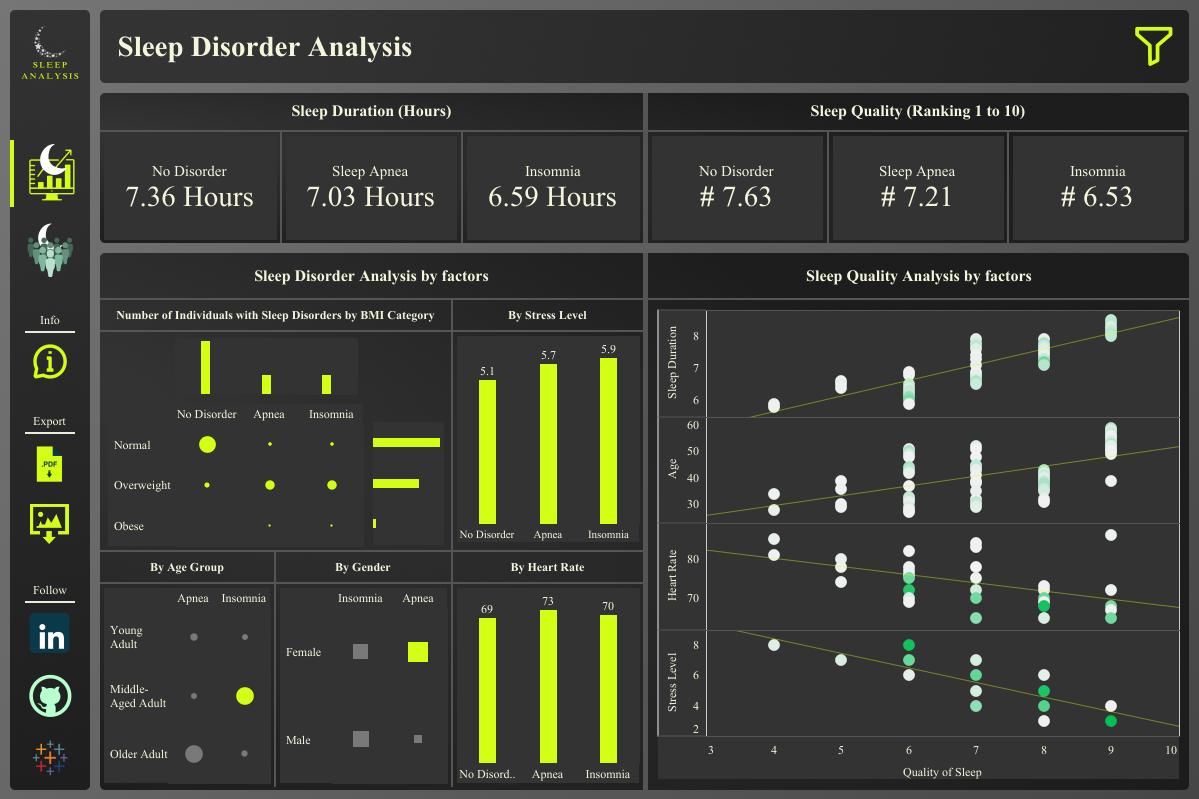 SLEEP
ANALYSIS
Sleep Disorder Analysis
Info
Export
.PDF
Follow
in
Sleep Duration (Hours)
No Disorder
7.36 Hours
Sleep Apnea
7.03 Hours
Insomnia
6.59 Hours
Sleep Quality (Ranking 1 to 10)
No Disorder
# 7.63
Sleep Apnea
# 7.21
Insomnia
# 6.53
Sleep Disorder Analysis by factors
Number of Individuals with Sleep Disorders by BMI Category
No Disorder Apnea Insomnia
Normal
Overweight
Obese
By Stress Level
5.1 5.7 5.9
No Disorder Apnea Insomnia
By Age Group
Apnea Insomnia
Young
Adult
Middle-
Aged Adult
Older Adult
By Gender
Insomnia Apnea
Female
Male
By Heart Rate
69 73 70
No Disord.. Apnea Insomnia
Sleep Quality Analysis by factors
Sleep Duration
8
7
6
Age
60
50
40
30
Heart Rate
80
70
Stress Level
8
6
4
2
3 4 5 6 7 8 9 10
Quality of Sleep